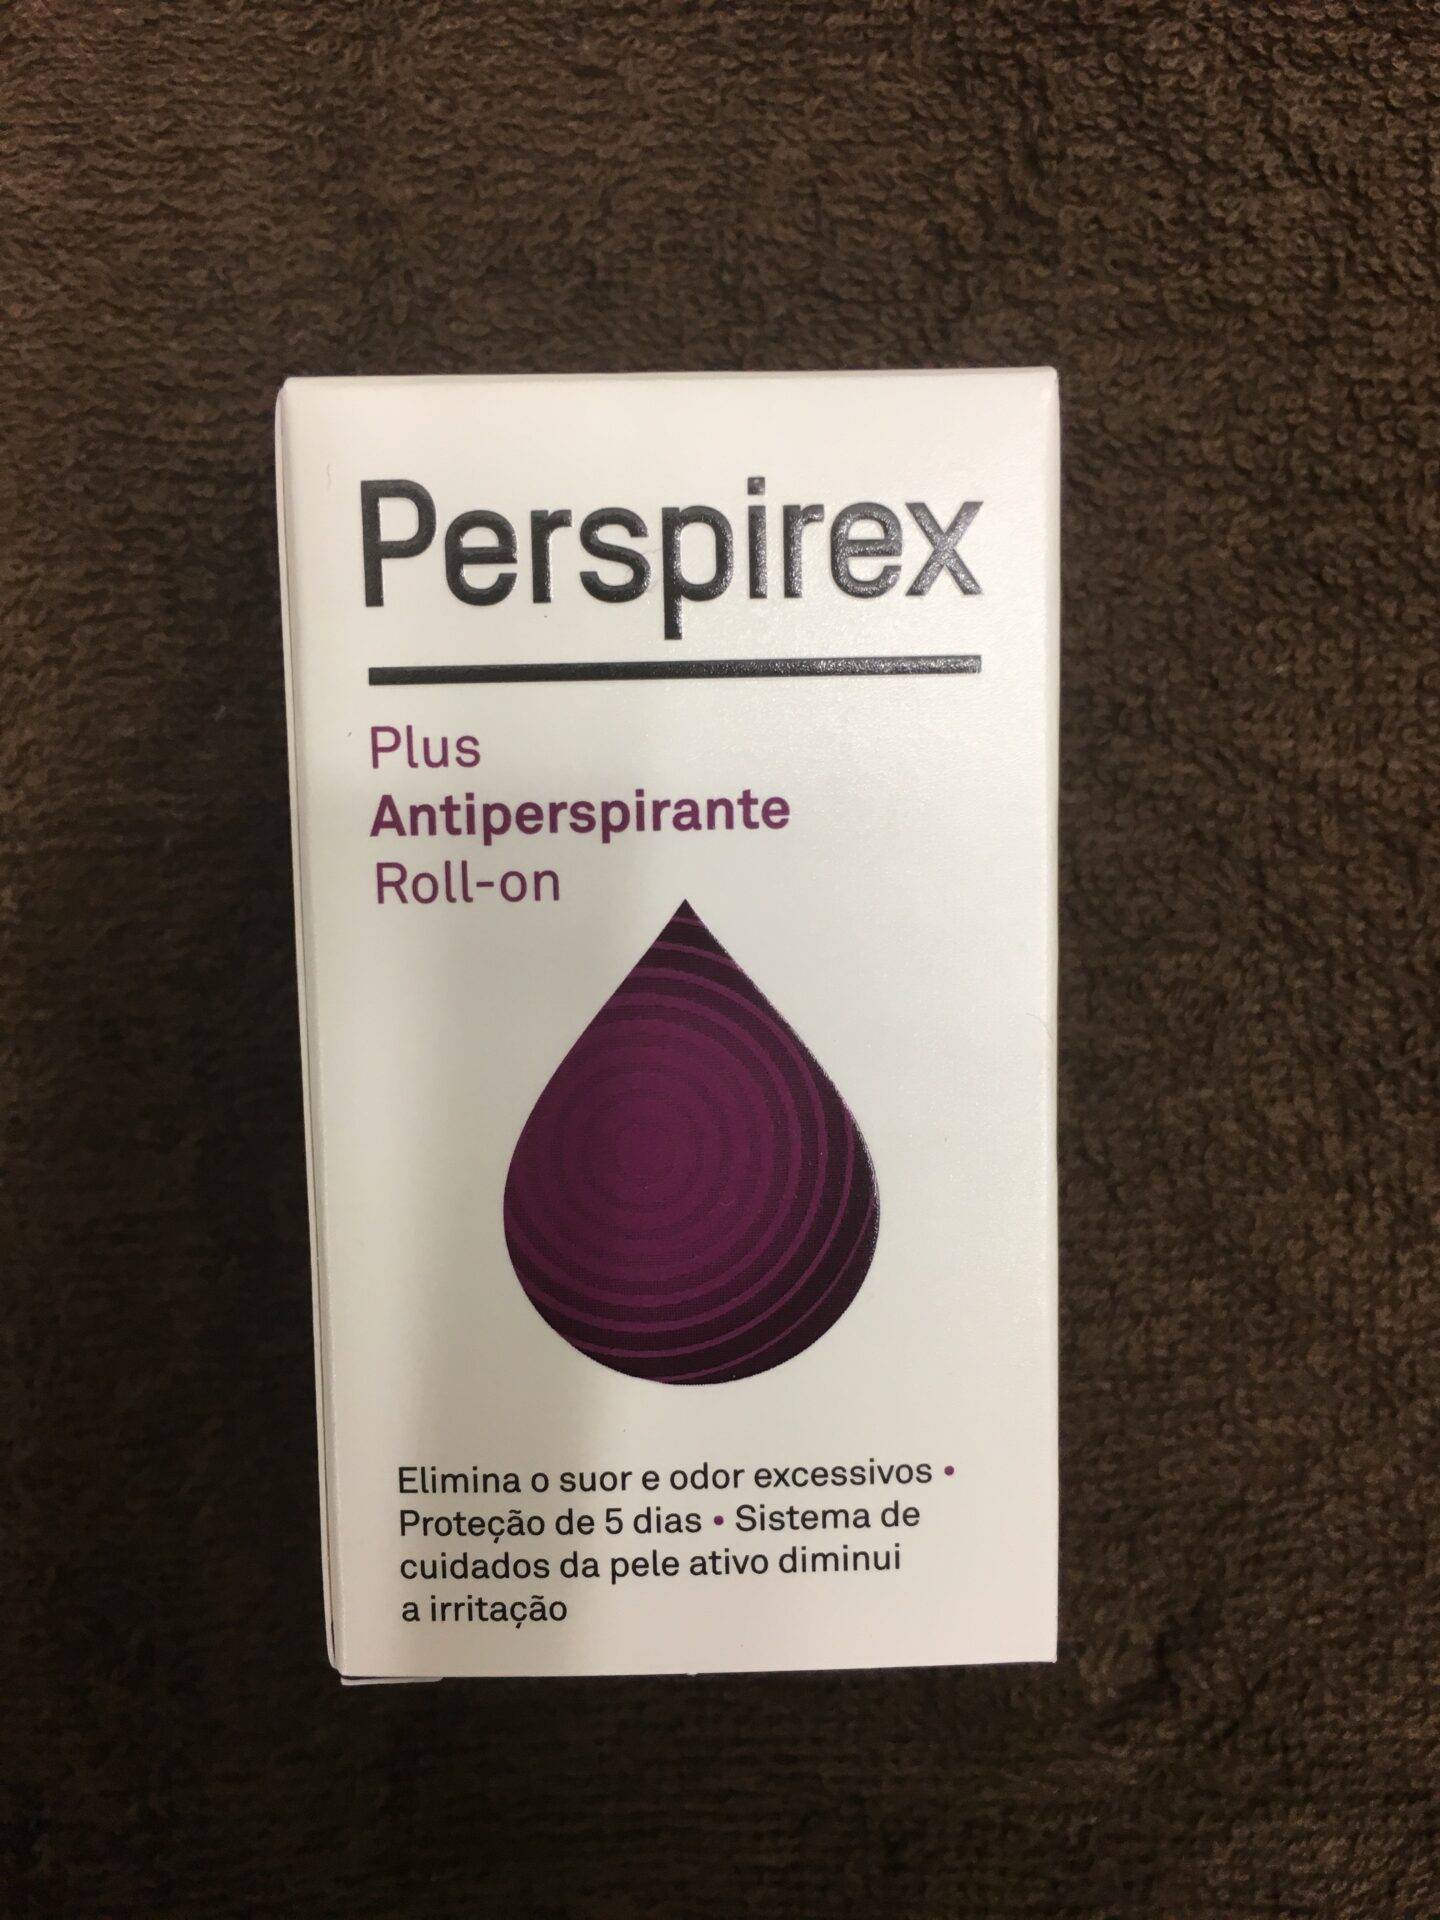 Perspirex
Plus
Antiperspirante
Roll-on
Elimina o suor e odor excessivos •
Proteção de 5 dias • Sistema de
cuidados da pele ativo diminui
a irritação